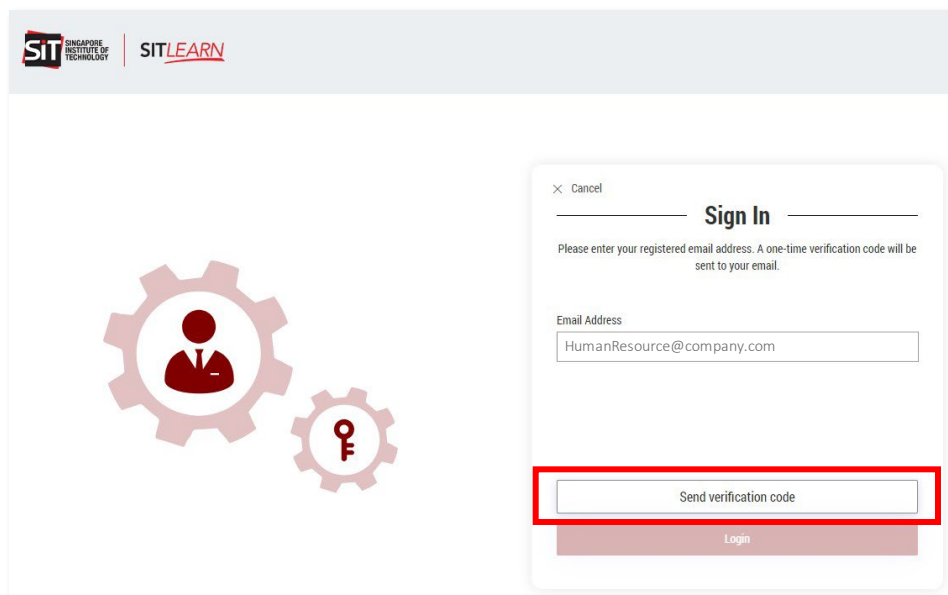 SiT
SINGAPORE
INSTITUTE OF
TECHNOLOGY
SITLEARN
Cancel
Sign In
Please enter your registered email address. A one-time verification code will be
sent to your email.
Email Address
HumanResource@company.com
Send verification code
Login